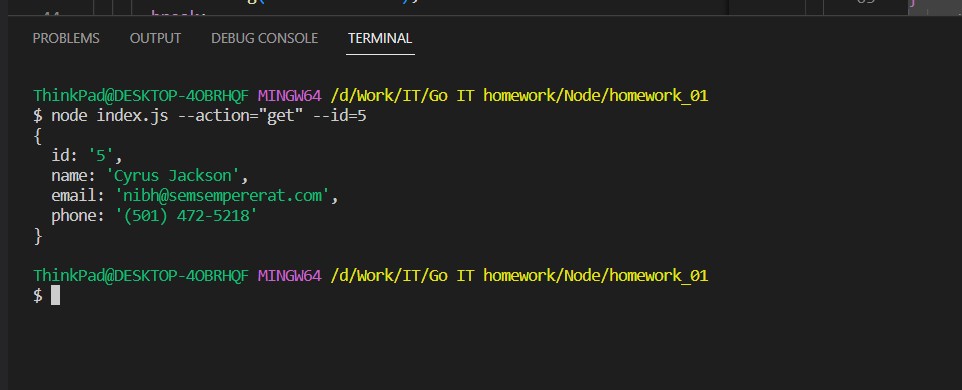 break;
PROBLEMS OUTPUT DEBUG CONSOLE TERMINAL
ThinkPad@DESKTOP-4OBRHQF MINGW64 /d/Work/IT/Go IT homework/Node/homework_01
$ node index.js --action="get" --id=5
{
  id: '5',
  name: 'Cyrus Jackson',
  email: 'nibh@semsempererat.com',
  phone: '(501) 472-5218'
}
ThinkPad@DESKTOP-4OBRHQF MINGW64 /d/Work/IT/Go IT homework/Node/homework_01
$